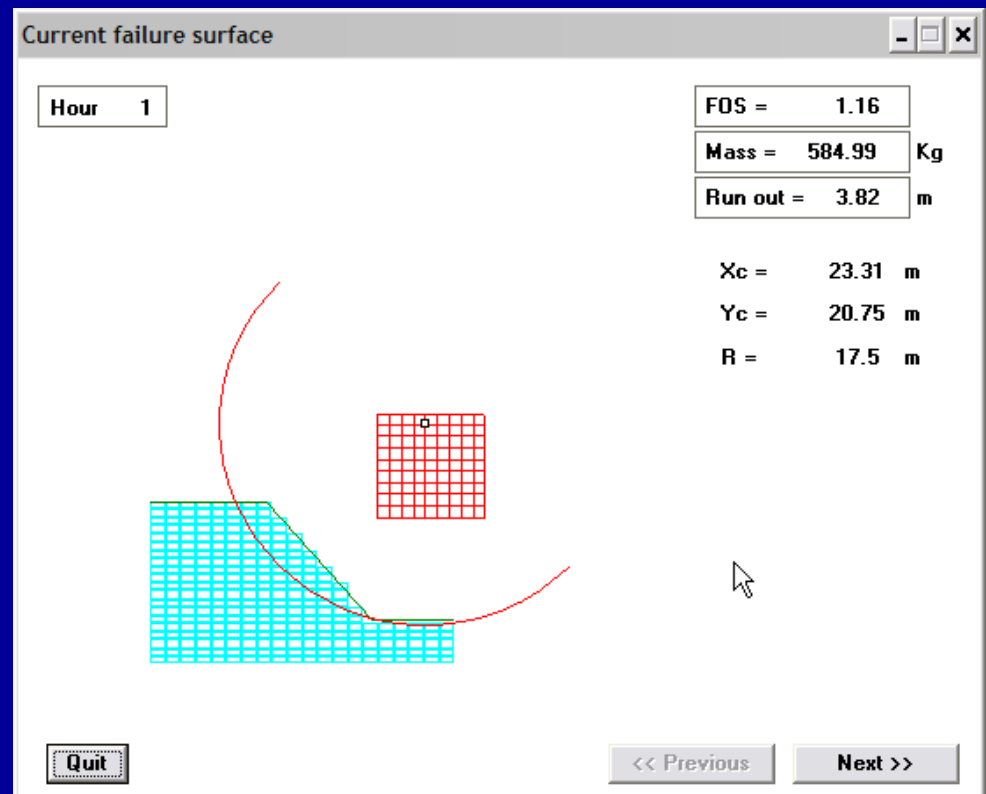 Current failure surface
Hour 1
FOS = 1.16
Mass = 584.99 Kg
Run out = 3.82 m
Xc = 23.31 m
Yc = 20.75 m
R = 17.5 m
Quit
<< Previous
Next >>